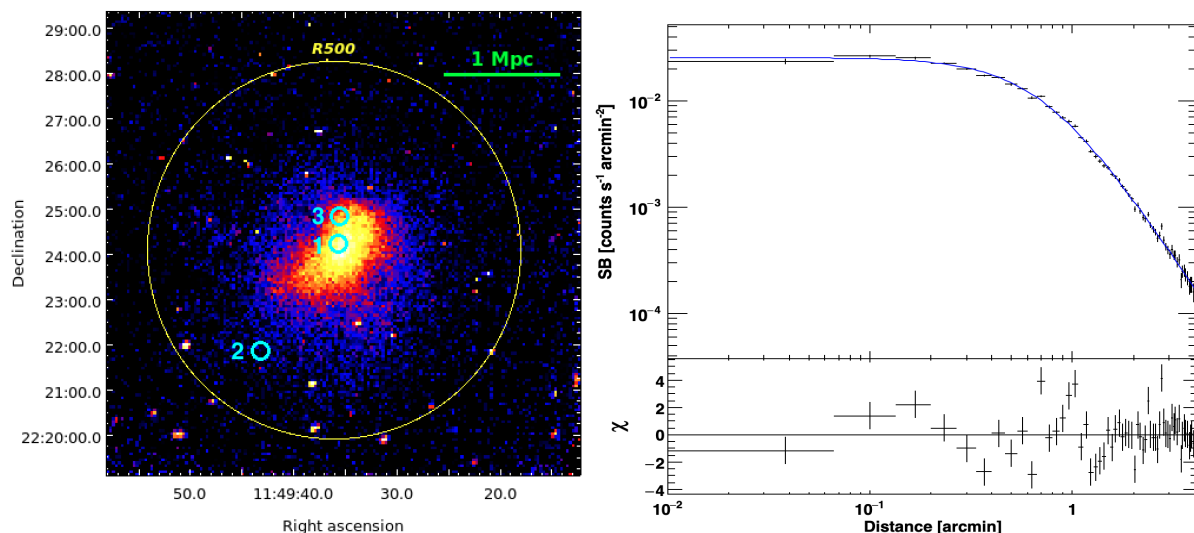 29:00.0
28:00.0
27:00.0
26:00.0
25:00.0
24:00.0
23:00.0
22:00.0
21:00.0
22:20:00.0
Declination
R500
1 Mpc
3
1
2
50.0 11:49:40.0 30.0 20.0
Right ascension
SB [counts s⁻¹ arcmin⁻²]
10⁻²
10⁻³
10⁻⁴
χ
4
2
0
−2
−4
10⁻² 10⁻¹ 1
Distance [arcmin]